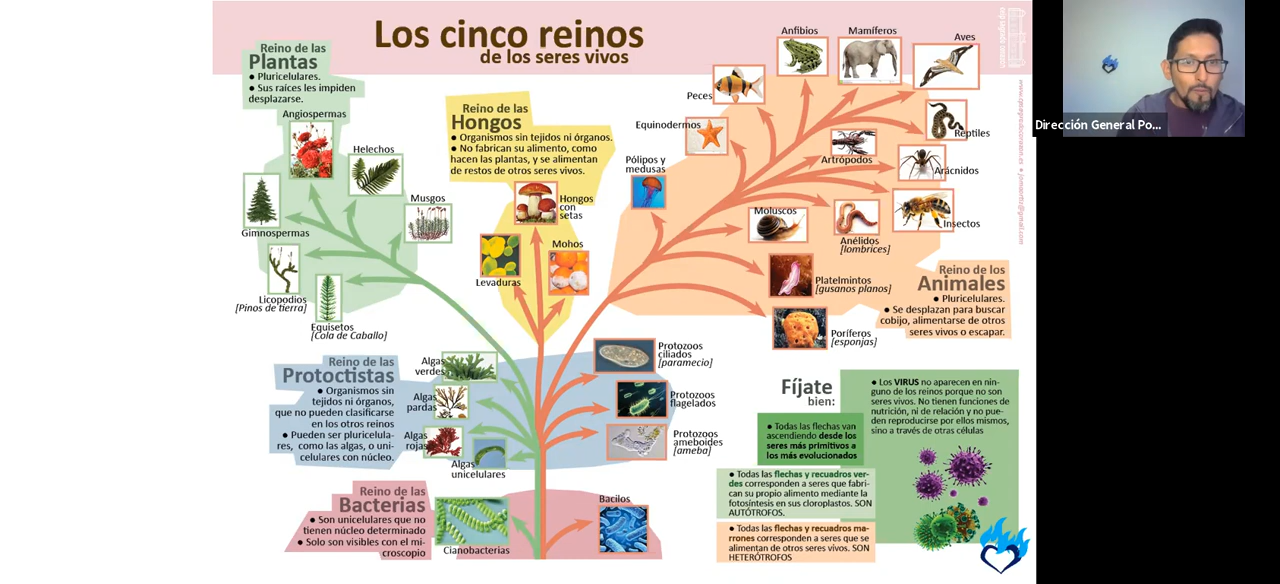 Los cinco reinos
de los seres vivos
Reino de las
Plantas
● Pluricelulares.
● Sus raíces les impiden
desplazarse.
Angiospermas
Helechos
Musgos
Gimnospermas
Licopodios
[Pinos de tierra]
Equisetos
[Cola de Caballo]
Reino de los
Hongos
● Organismos sin tejidos ni órganos.
● No fabrican su alimento, como
hacen las plantas, y se alimentan
de restos de otros seres vivos.
Hongos
con
setas
Mohos
Levaduras
Anfibios
Mamíferos
Aves
Peces
Equinodermos
Reptiles
Artrópodos
Arácnidos
Pólipos y
medusas
Moluscos
Insectos
Anélidos
[lombrices]
Platelmintos
[gusanos planos]
Poríferos
[esponjas]
Reino de los
Animales
● Pluricelulares.
● Se desplazan para buscar
cobijo, alimentarse de otros
seres vivos o escapar.
Reino de las
Protoctistas
● Organismos sin
tejidos ni órganos,
que no pueden clasificarse
en los otros reinos
● Pueden ser pluricelula-
res, como las algas, o uni-
celulares con núcleo.
Algas
verdes
Algas
pardas
Algas
rojas
Algas
unicelulares
Protozoos
ciliados
[paramecio]
Protozoos
flagelados
Protozoos
ameboides
[ameba]
Reino de las
Bacterias
● Son unicelulares que no
tienen núcleo determinado
● Solo son visibles con el mi-
croscopio
Cianobacterias
Bacilos
Fíjate
bien:
● Todas las flechas van
ascendiendo desde los
seres más primitivos a
los más evolucionados
● Los VIRUS no aparecen en nin-
guno de los reinos porque no son
seres vivos. No tienen funciones de
nutrición, ni de relación y no pue-
den reproducirse por ellos mismos,
sino a través de otras células
● Todas las flechas y recuadros ver-
des corresponden a seres que fabri-
can su propio alimento mediante la
fotosíntesis en sus cloroplastos. SON
AUTÓTROFOS.
● Todas las flechas y recuadros ma-
rrones corresponden a seres que se
alimentan de otros seres vivos. SON
HETERÓTROFOS
Dirección General Po...